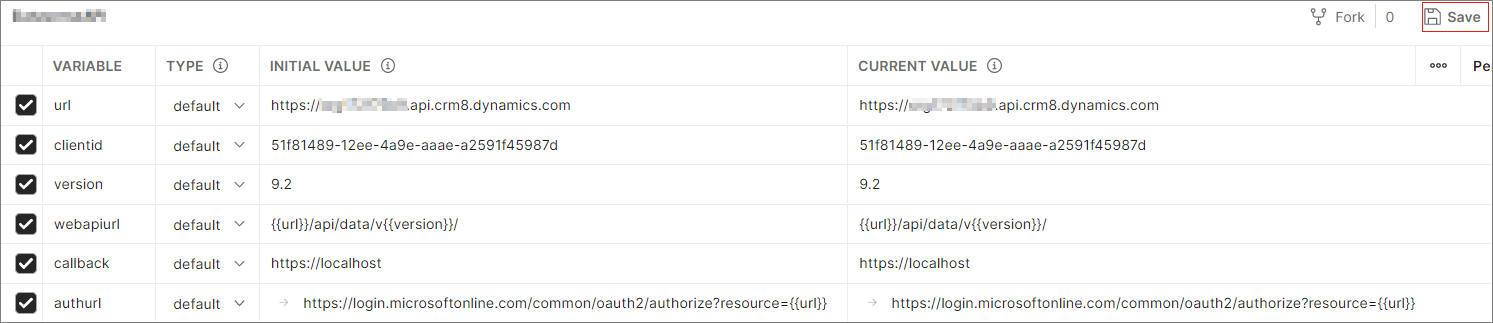 Fork 0 Save
VARIABLE TYPE INITIAL VALUE CURRENT VALUE Pe
url default https:// .api.crm8.dynamics.com https:// .api.crm8.dynamics.com
clientid default 51f81489-12ee-4a9e-aaae-a2591f45987d 51f81489-12ee-4a9e-aaae-a2591f45987d
version default 9.2 9.2
webapiurl default {{url}}/api/data/v{{version}}/ {{url}}/api/data/v{{version}}/
callback default https://localhost https://localhost
authurl default → https://login.microsoftonline.com/common/oauth2/authorize?resource={{url}} → https://login.microsoftonline.com/common/oauth2/authorize?resource={{url}}